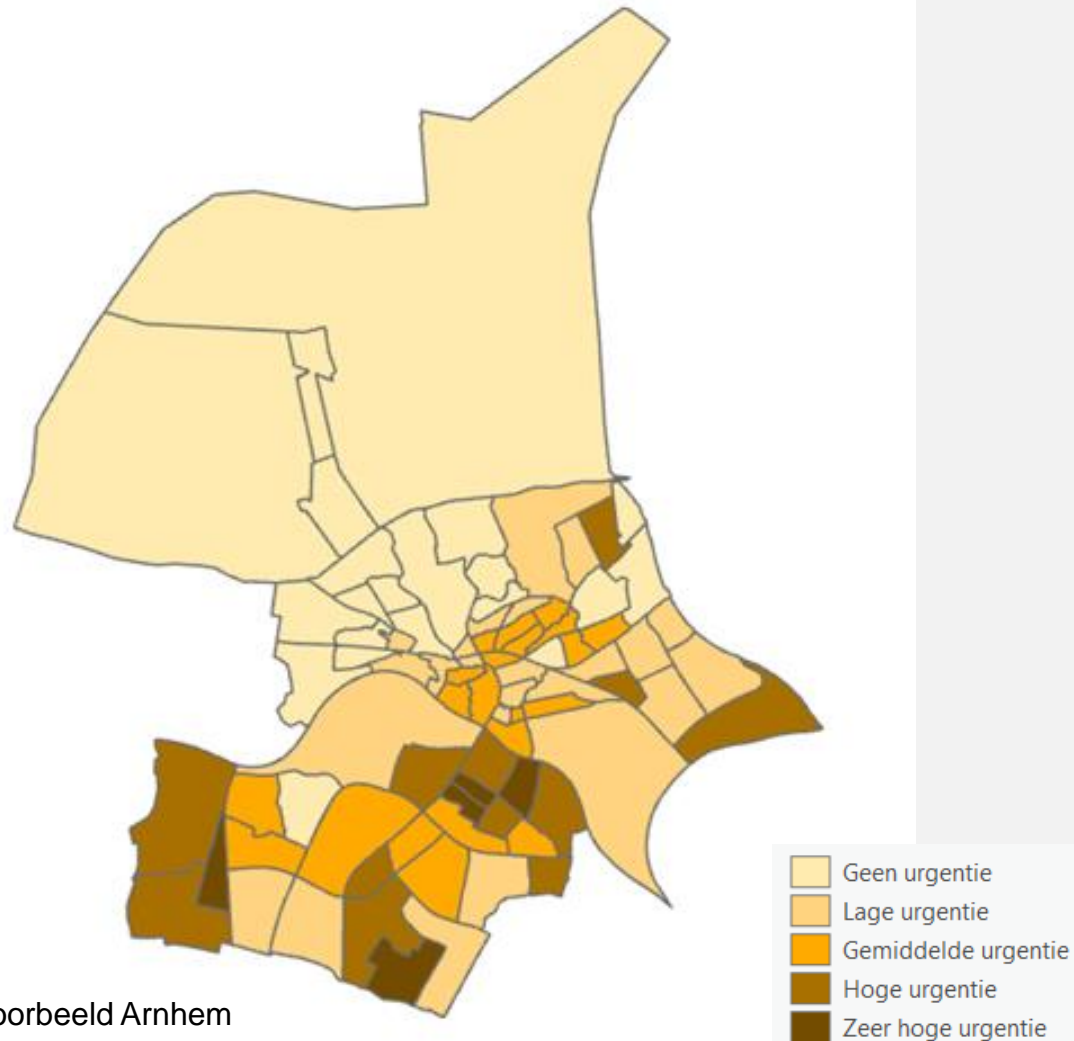 Geen urgentie
Lage urgentie
Gemiddelde urgentie
Hoge urgentie
Zeer hoge urgentie
oorbeeld Arnhem